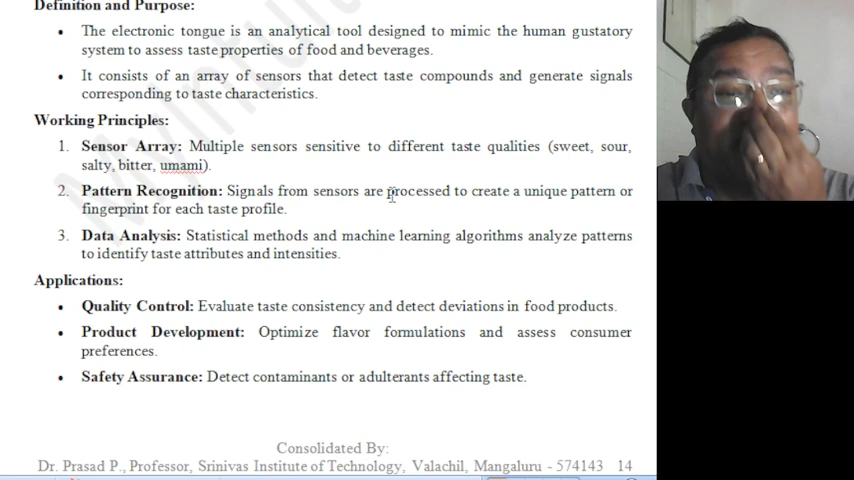 Definition and Purpose:
• The electronic tongue is an analytical tool designed to mimic the human gustatory
system to assess taste properties of food and beverages.
• It consists of an array of sensors that detect taste compounds and generate signals
corresponding to taste characteristics.
Working Principles:
1. Sensor Array: Multiple sensors sensitive to different taste qualities (sweet, sour,
salty, bitter, umami).
2. Pattern Recognition: Signals from sensors are processed to create a unique pattern or
fingerprint for each taste profile.
3. Data Analysis: Statistical methods and machine learning algorithms analyze patterns
to identify taste attributes and intensities.
Applications:
• Quality Control: Evaluate taste consistency and detect deviations in food products.
• Product Development: Optimize flavor formulations and assess consumer
preferences.
• Safety Assurance: Detect contaminants or adulterants affecting taste.
Consolidated By:
Dr. Prasad P., Professor, Srinivas Institute of Technology, Valachil, Mangaluru - 574143 14